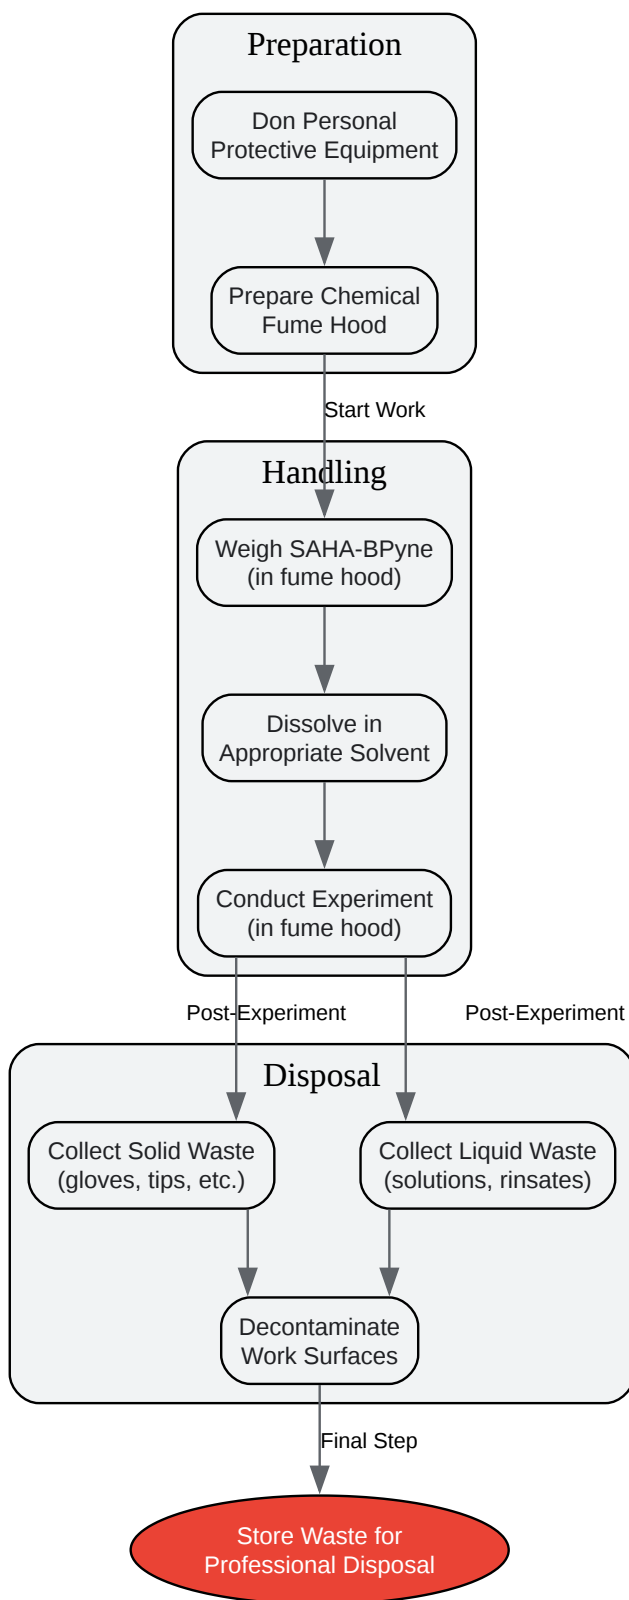 Preparation
Don Personal
Protective Equipment
Prepare Chemical
Fume Hood
Start Work
Handling
Weigh SAHA-BPyne
(in fume hood)
Dissolve in
Appropriate Solvent
Conduct Experiment
(in fume hood)
Post-Experiment
Post-Experiment
Disposal
Collect Solid Waste
(gloves, tips, etc.)
Collect Liquid Waste
(solutions, rinsates)
Decontaminate
Work Surfaces
Final Step
Store Waste for
Professional Disposal